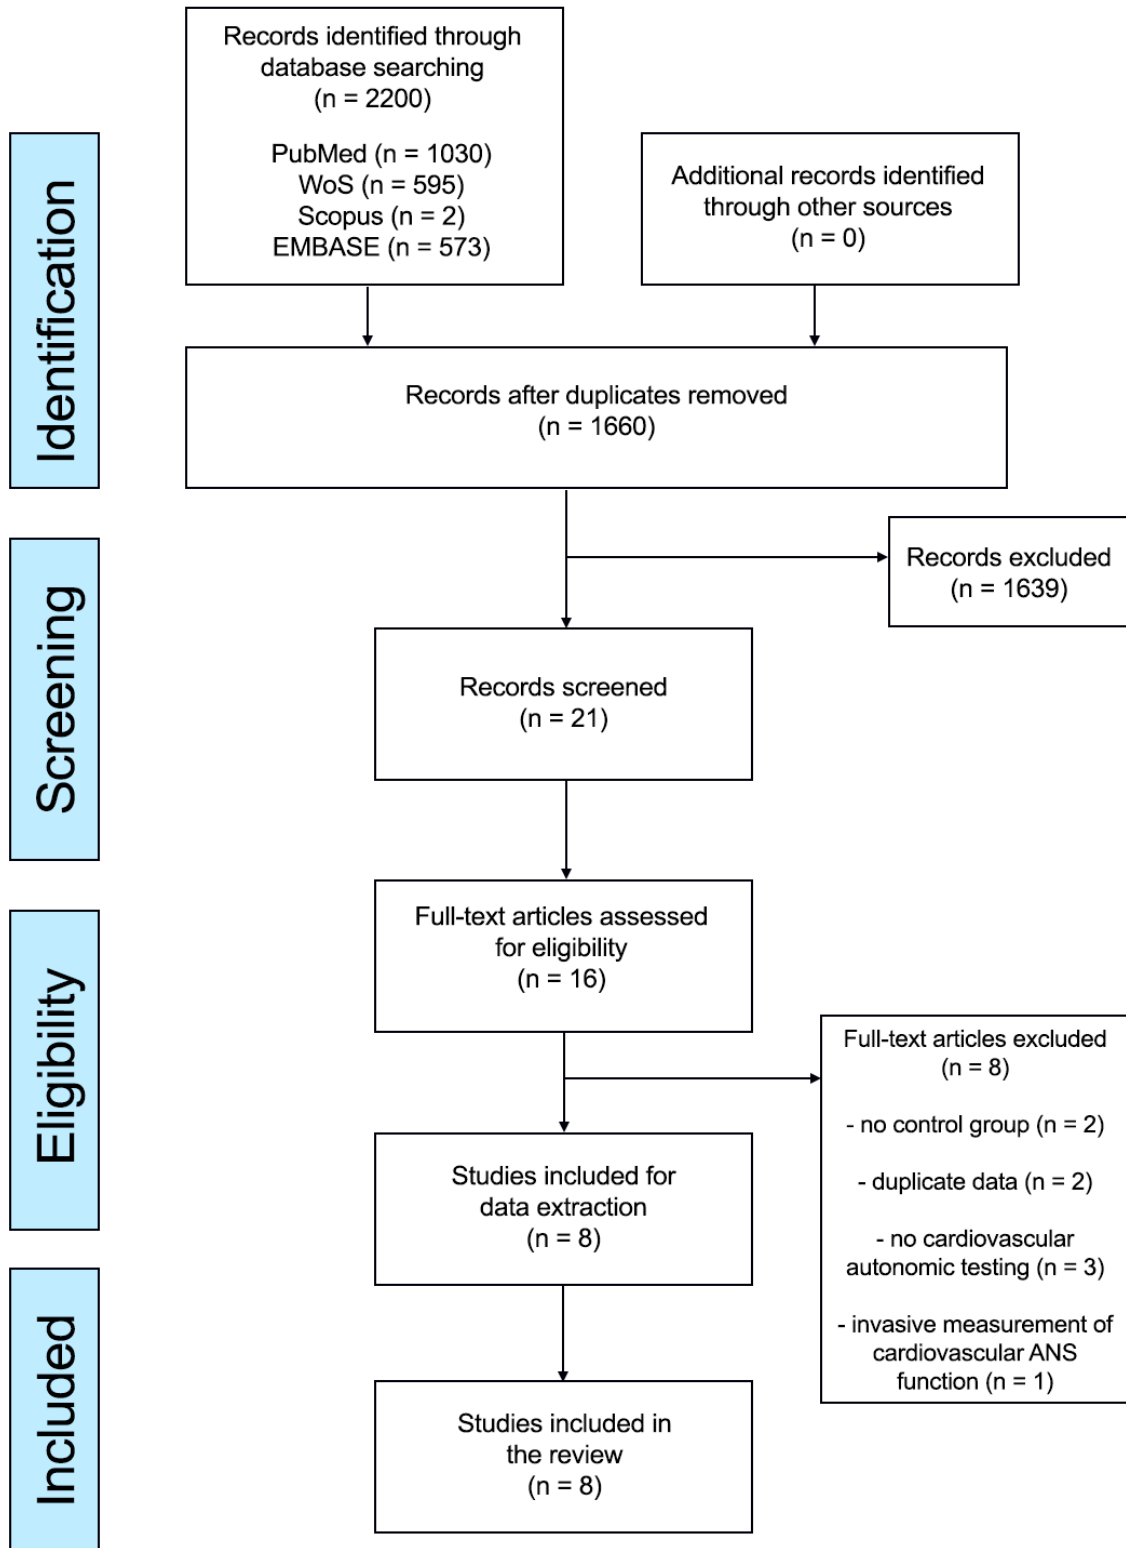 Records identified through
database searching
(n = 2200)
PubMed (n = 1030)
WoS (n = 595)
Scopus (n = 2)
EMBASE (n = 573)
Additional records identified
through other sources
(n = 0)
Identification
Records after duplicates removed
(n = 1660)
Records excluded
(n = 1639)
Screening
Records screened
(n = 21)
Full-text articles assessed
for eligibility
(n = 16)
Eligibility
Full-text articles excluded
(n = 8)
- no control group (n = 2)
- duplicate data (n = 2)
- no cardiovascular
autonomic testing (n = 3)
- invasive measurement of
cardiovascular ANS
function (n = 1)
Studies included for
data extraction
(n = 8)
Included
Studies included in
the review
(n = 8)